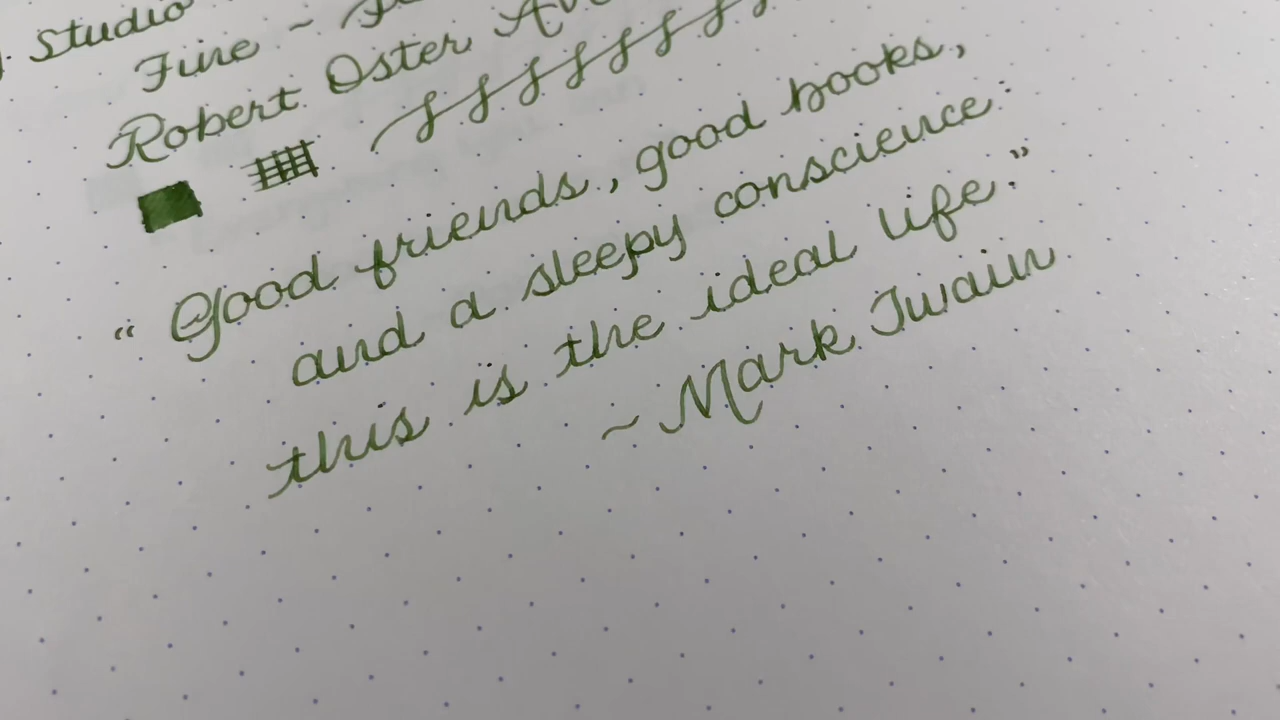 Studio
Fine ~
Robert Oster
“ Good friends, good books,
and a sleepy conscience:
this is the ideal life.”
~ Mark Twain